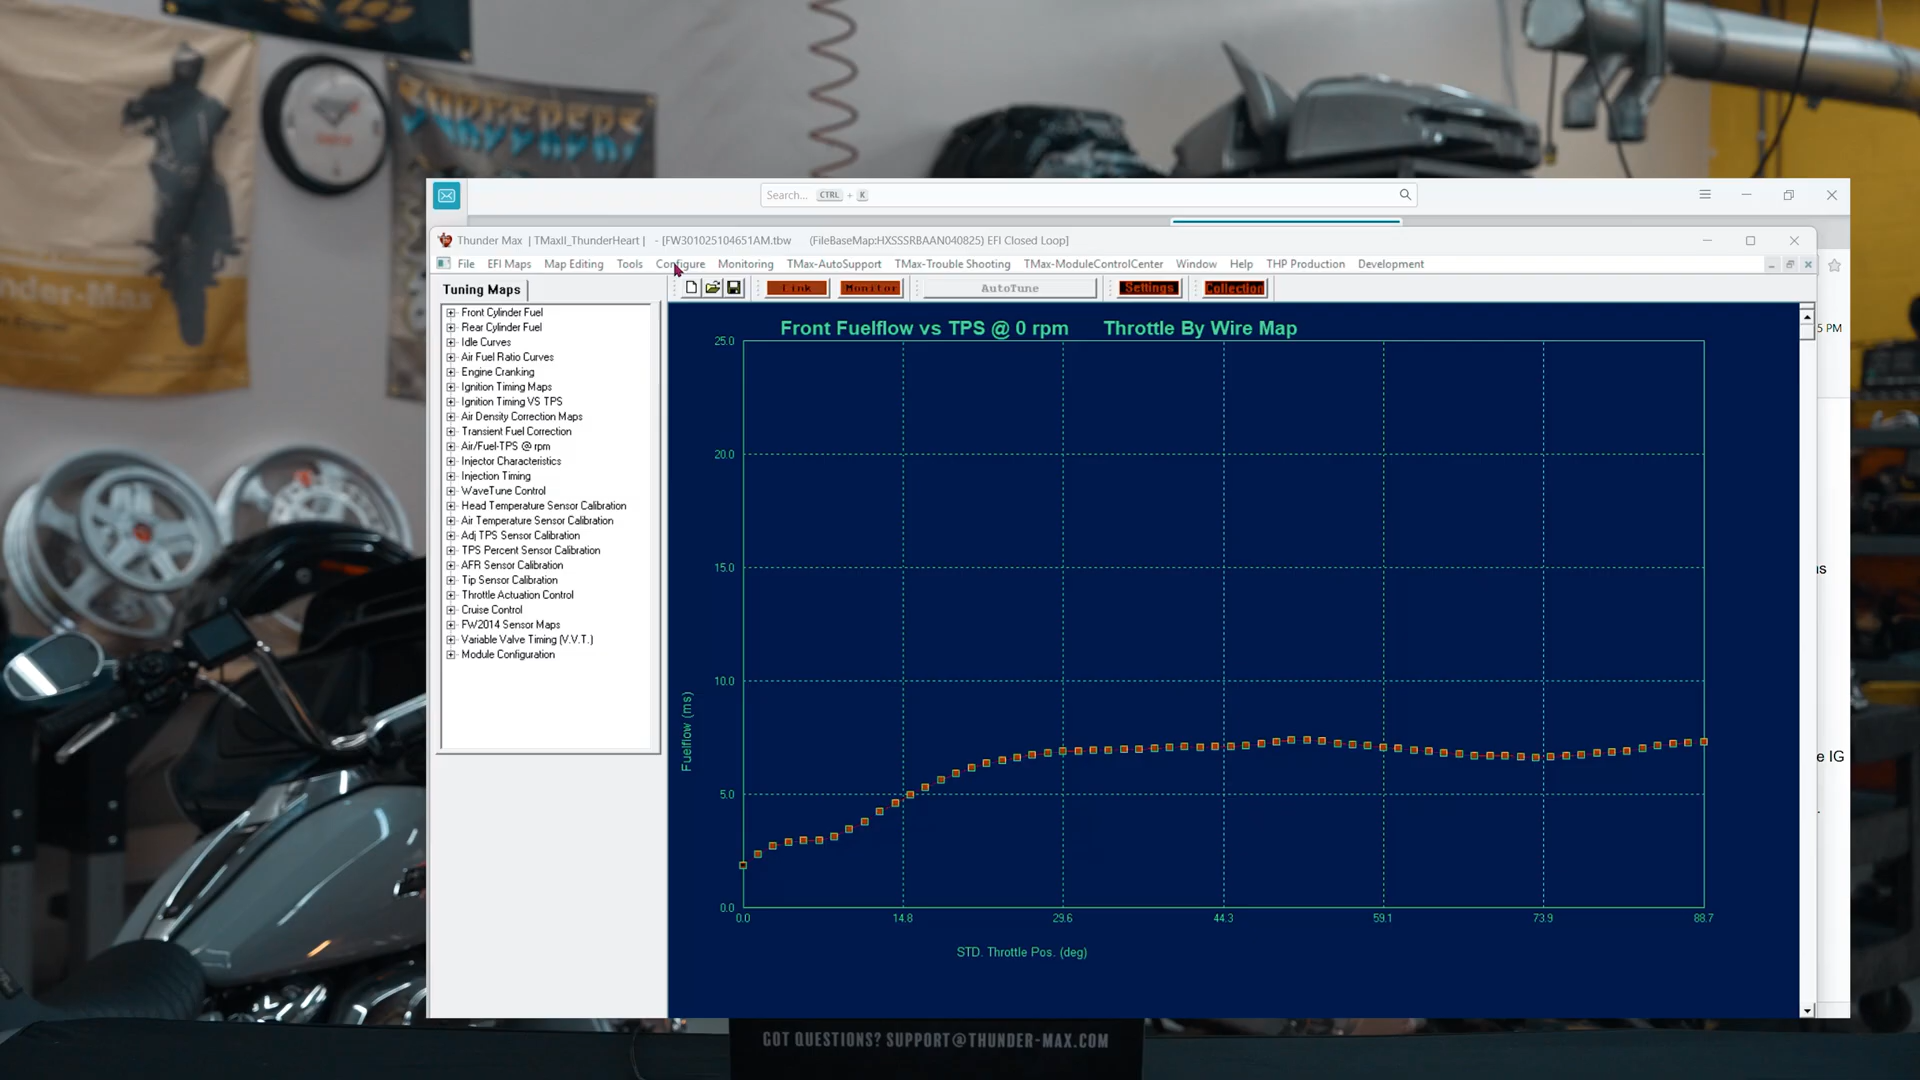 Search... CTRL + K
Thunder Max | TMaxII_ThunderHeart | - [FW301025104651AM.tbw (FileBaseMap:HXSSSRBAAN040825) EFI Closed Loop]
File EFI Maps Map Editing Tools Configure Monitoring TMax-AutoSupport TMax-Trouble Shooting TMax-ModuleControlCenter Window Help THP Production Development
Tuning Maps
Link Monitor AutoTune Settings Collection
Front Cylinder Fuel
Rear Cylinder Fuel
Idle Curves
Air Fuel Ratio Curves
Engine Cranking
Ignition Timing Maps
Ignition Timing VS TPS
Air Density Correction Maps
Transient Fuel Correction
Air/Fuel-TPS @ rpm
Injector Characteristics
Injection Timing
WaveTune Control
Head Temperature Sensor Calibration
Air Temperature Sensor Calibration
Adj TPS Sensor Calibration
TPS Percent Sensor Calibration
AFR Sensor Calibration
Tip Sensor Calibration
Throttle Actuation Control
Cruise Control
FW2014 Sensor Maps
Variable Valve Timing (V.V.T.)
Module Configuration
Front Fuelflow vs TPS @ 0 rpm Throttle By Wire Map
25.0
20.0
15.0
10.0
5.0
0.0
Fuelflow (ms)
0.0 14.8 29.6 44.3 59.1 73.9 88.7
STD. Throttle Pos. (deg)
5 PM
e IG
GOT QUESTIONS? SUPPORT@THUNDER-MAX.COM